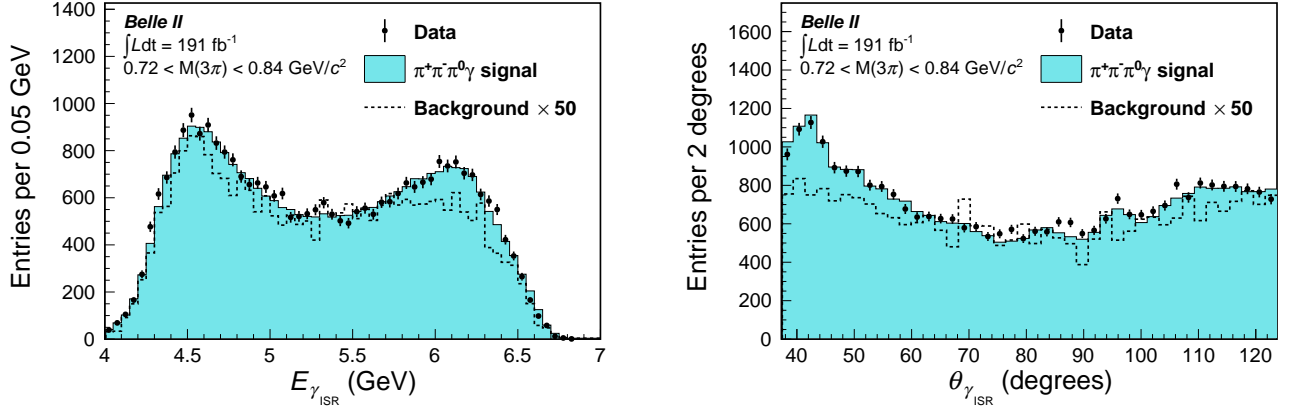 Belle II
∫Ldt = 191 fb⁻¹
0.72 < M(3π) < 0.84 GeV/c²
Data
π⁺π⁻π⁰γ signal
Background × 50
Entries per 0.05 GeV
1400
1200
1000
800
600
400
200
0
4 4.5 5 5.5 6 6.5 7
E_γISR (GeV)
Belle II
∫Ldt = 191 fb⁻¹
0.72 < M(3π) < 0.84 GeV/c²
Data
π⁺π⁻π⁰γ signal
Background × 50
Entries per 2 degrees
1600
1400
1200
1000
800
600
400
200
0
40 50 60 70 80 90 100 110 120
θ_γISR (degrees)